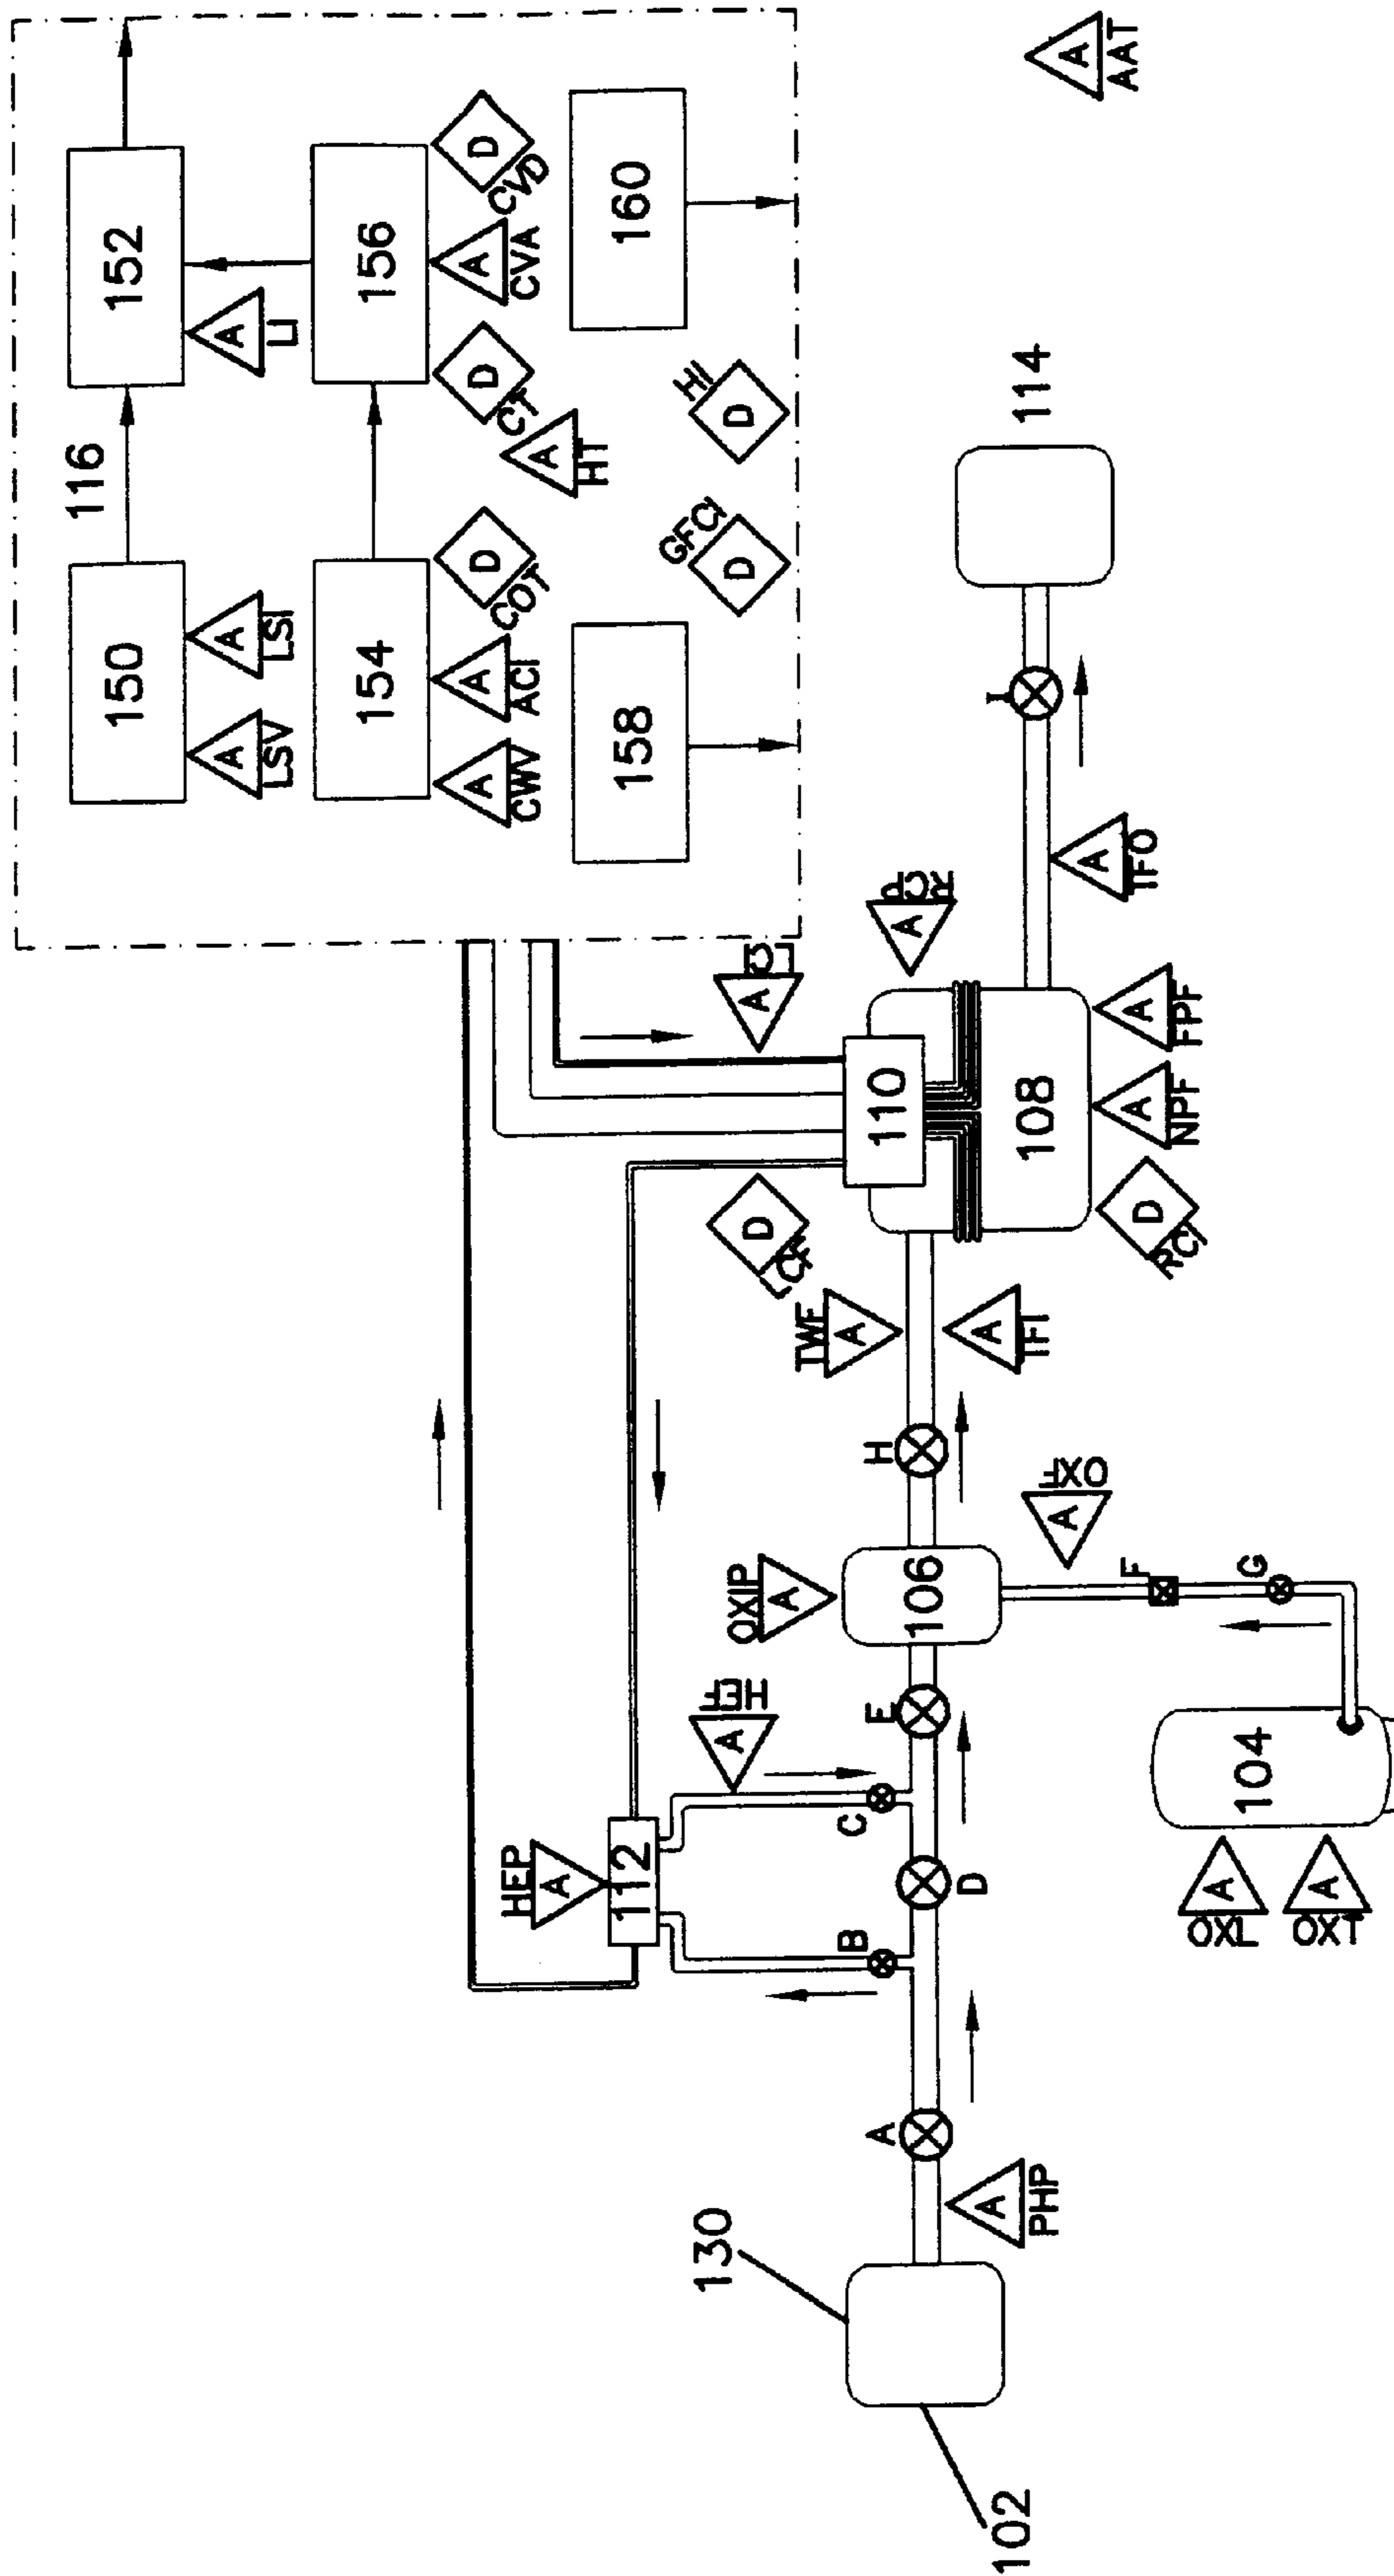 116
150
152
A
LSV
A
LSI
A
LI
154
156
A
CWV
A
ACI
D
COT
D
CT
A
HT
A
CVA
D
CVD
158
160
D
GFCI
D
HI
A
AAT
HEP
A
112
A
HEF
D
LCF
A
LCI
110
108
A
RCP
130
102
A
PHP
A
B
C
D
E
OXIP
A
106
H
TWF
A
A
TFI
D
RCI
A
NPF
A
FPF
A
TFO
I
114
A
OXF
F
G
104
A
OXL
A
OXT